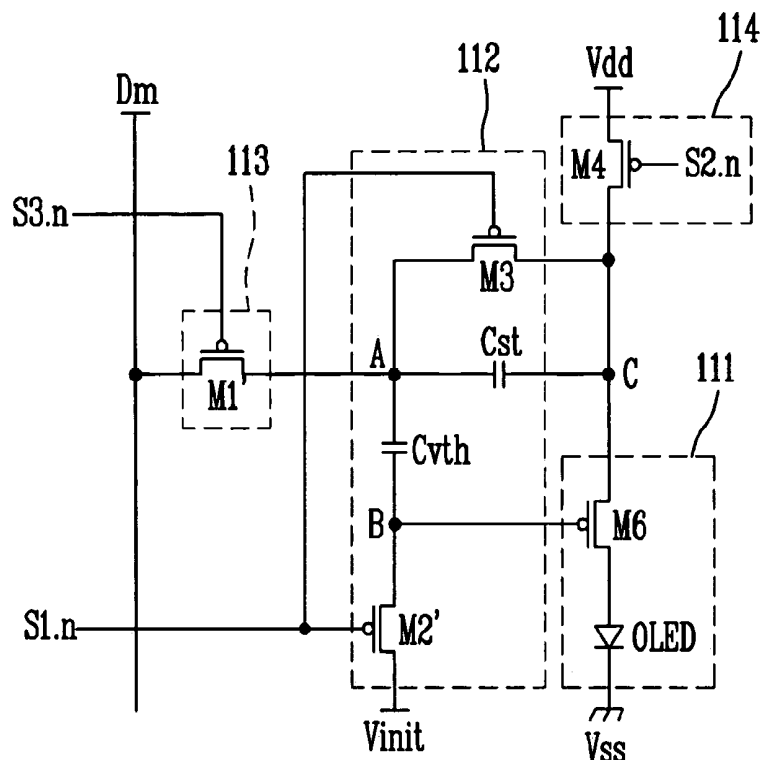 114
112
Vdd
Dm
M4
S2.n
113
S3.n
M3
Cst
A
C
111
M1
Cvth
B
M6
S1.n
M2'
OLED
Vinit
Vss